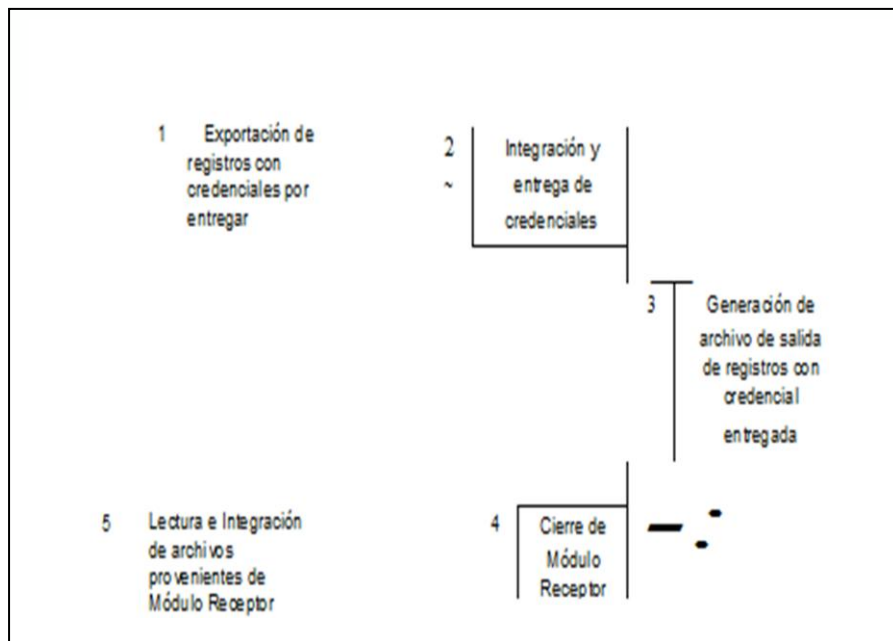 1 Exportación de
registros con
credenciales por
entregar
2 Integración y
~ entrega de
credenciales
3 Generación de
archivo de salida
de registros con
credencial
entregada
5 Lectura e Integración
de archivos
provenientes de
Módulo Receptor
4 Cierre de
Módulo
Receptor